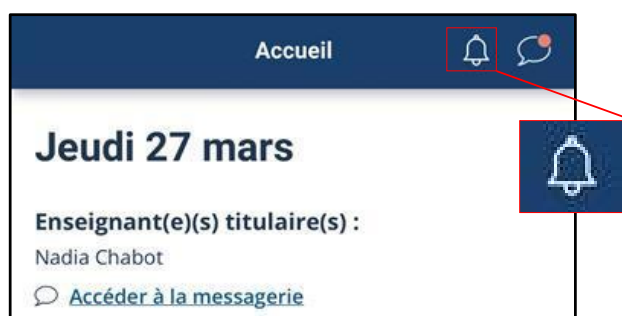 Accueil
Jeudi 27 mars
Enseignant(e)(s) titulaire(s) :
Nadia Chabot
Accéder à la messagerie